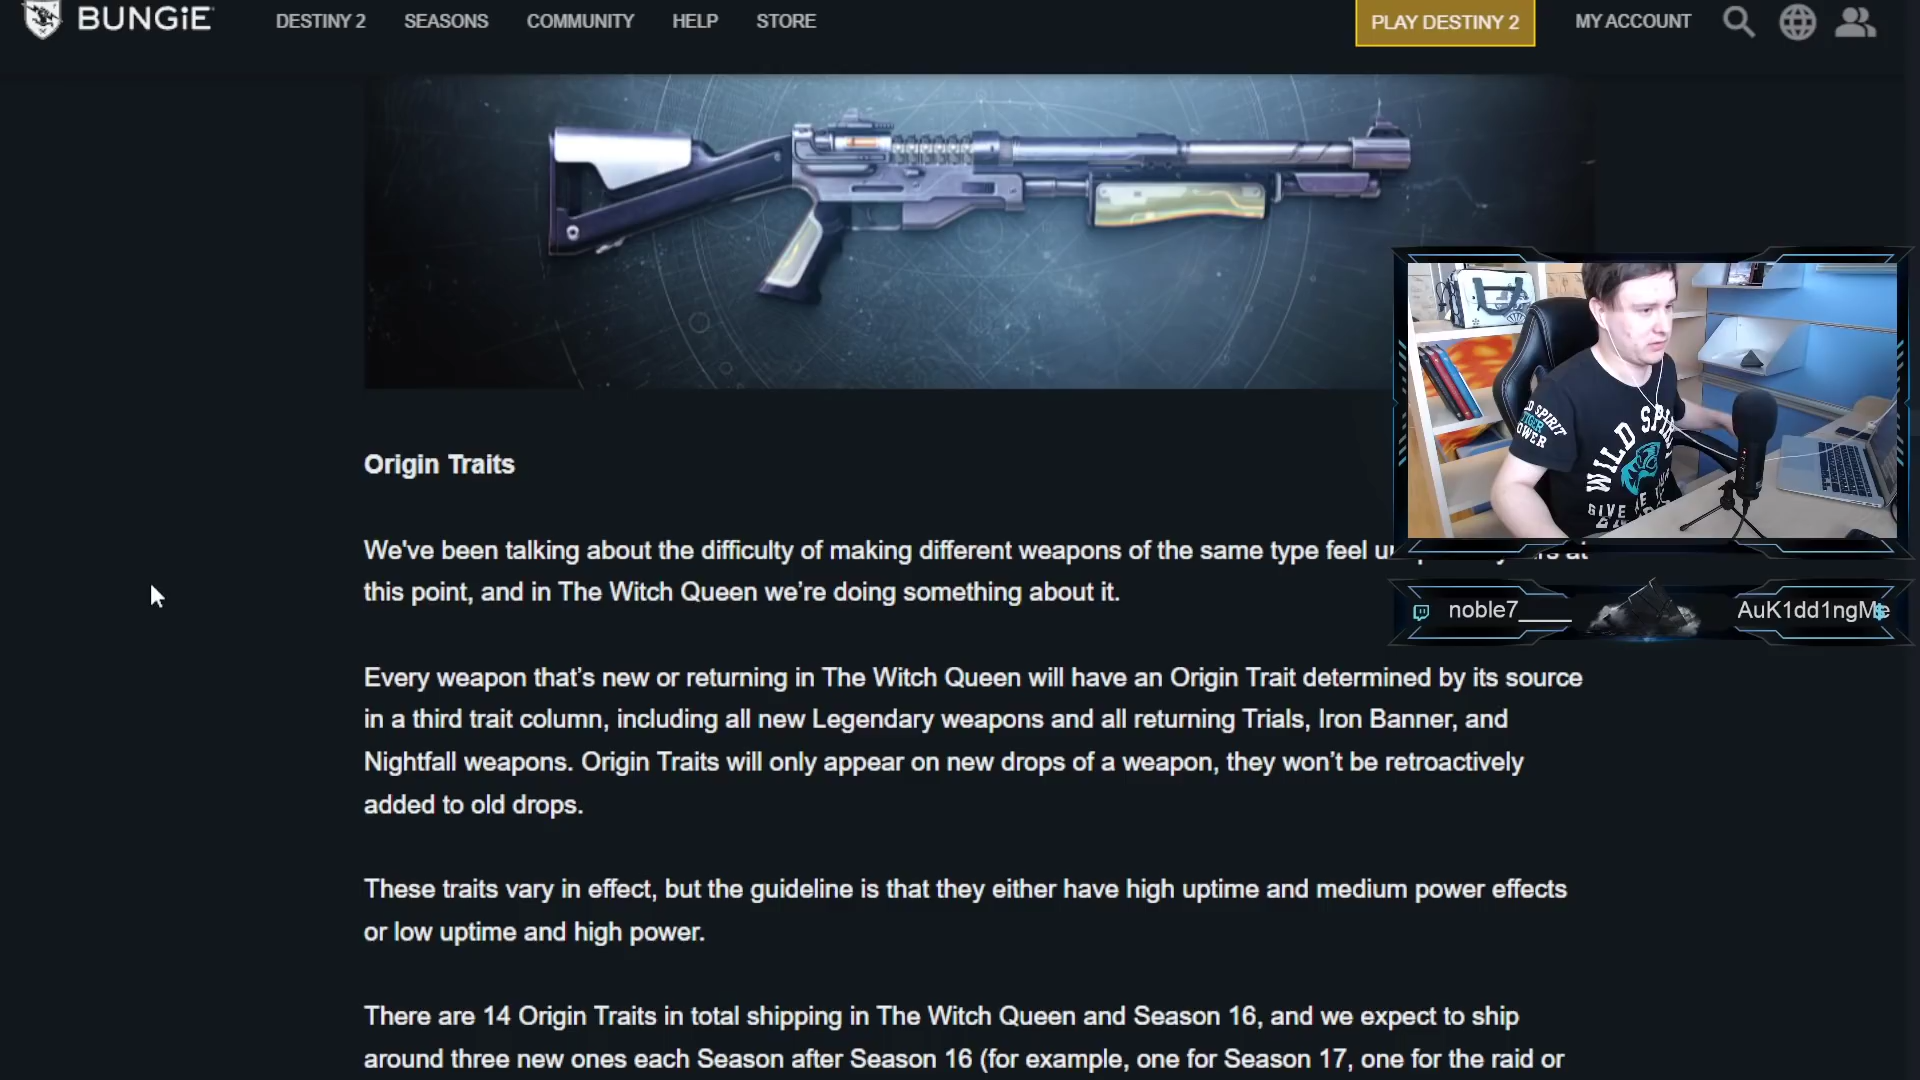 BUNGiE
DESTINY 2 SEASONS COMMUNITY HELP STORE
PLAY DESTINY 2 MY ACCOUNT
Origin Traits
We've been talking about the difficulty of making different weapons of the same type feel at
this point, and in The Witch Queen we’re doing something about it.
Every weapon that’s new or returning in The Witch Queen will have an Origin Trait determined by its source
in a third trait column, including all new Legendary weapons and all returning Trials, Iron Banner, and
Nightfall weapons. Origin Traits will only appear on new drops of a weapon, they won’t be retroactively
added to old drops.
These traits vary in effect, but the guideline is that they either have high uptime and medium power effects
or low uptime and high power.
There are 14 Origin Traits in total shipping in The Witch Queen and Season 16, and we expect to ship
around three new ones each Season after Season 16 (for example, one for Season 17, one for the raid or
WILD SPIRIT
GIVE
SPIRIT
TIGER
POWER
noble7____ AuK1dd1ngMe